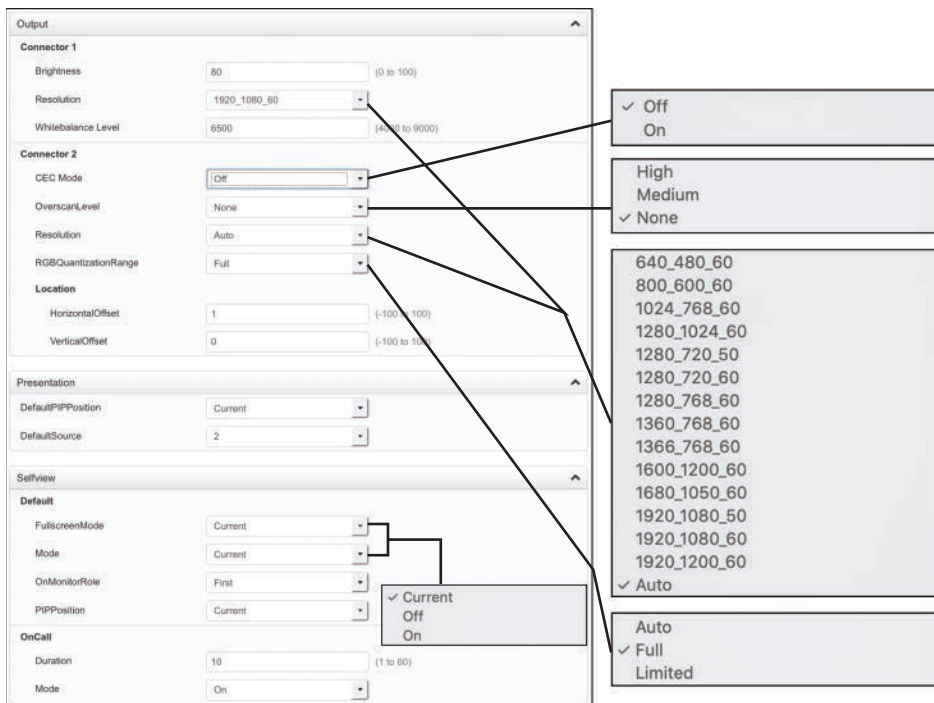 Output
Connector 1
Brightness 80 (0 to 100)
Resolution 1920_1080_60
Whitebalance Level 6500 (4000 to 9000)
Connector 2
CEC Mode Off
OverscanLevel None
Resolution Auto
RGBQuantizationRange Full
Location
HorizontalOffset 1 (-100 to 100)
VerticalOffset 0 (-100 to 100)
Presentation
DefaultPIPPosition Current
DefaultSource 2
Selfview
Default
FullscreenMode Current
Mode Current
OnMonitorRole First
PIPPosition Current
OnCall
Duration 10 (1 to 60)
Mode On
✓ Current
Off
On
✓ Off
On
High
Medium
✓ None
640_480_60
800_600_60
1024_768_60
1280_1024_60
1280_720_50
1280_720_60
1280_768_60
1360_768_60
1366_768_60
1600_1200_60
1680_1050_60
1920_1080_50
1920_1080_60
1920_1200_60
✓ Auto
Auto
✓ Full
Limited